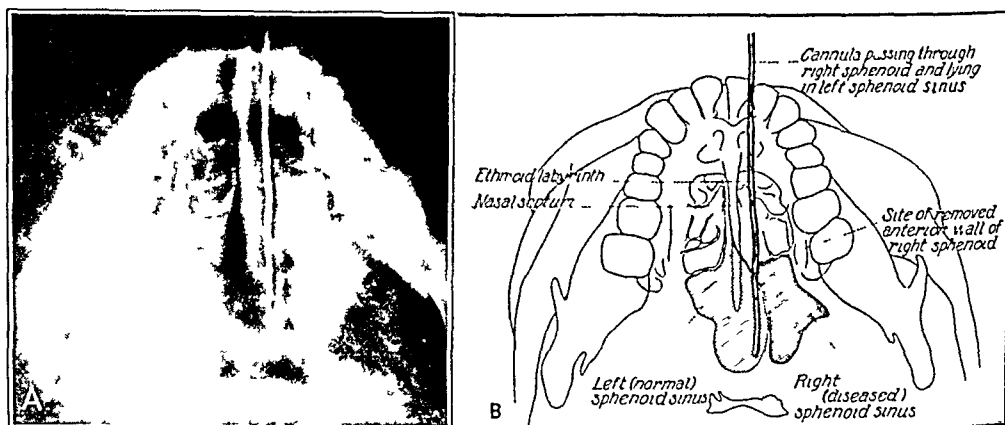 A
Cannula passing through
right sphenoid and lying
in left sphenoid sinus
Ethmoid labyrinth
Nasal septum
Site of removed
anterior wall of
right sphenoid
Left (normal)
sphenoid sinus
Right
(diseased)
sphenoid sinus
B